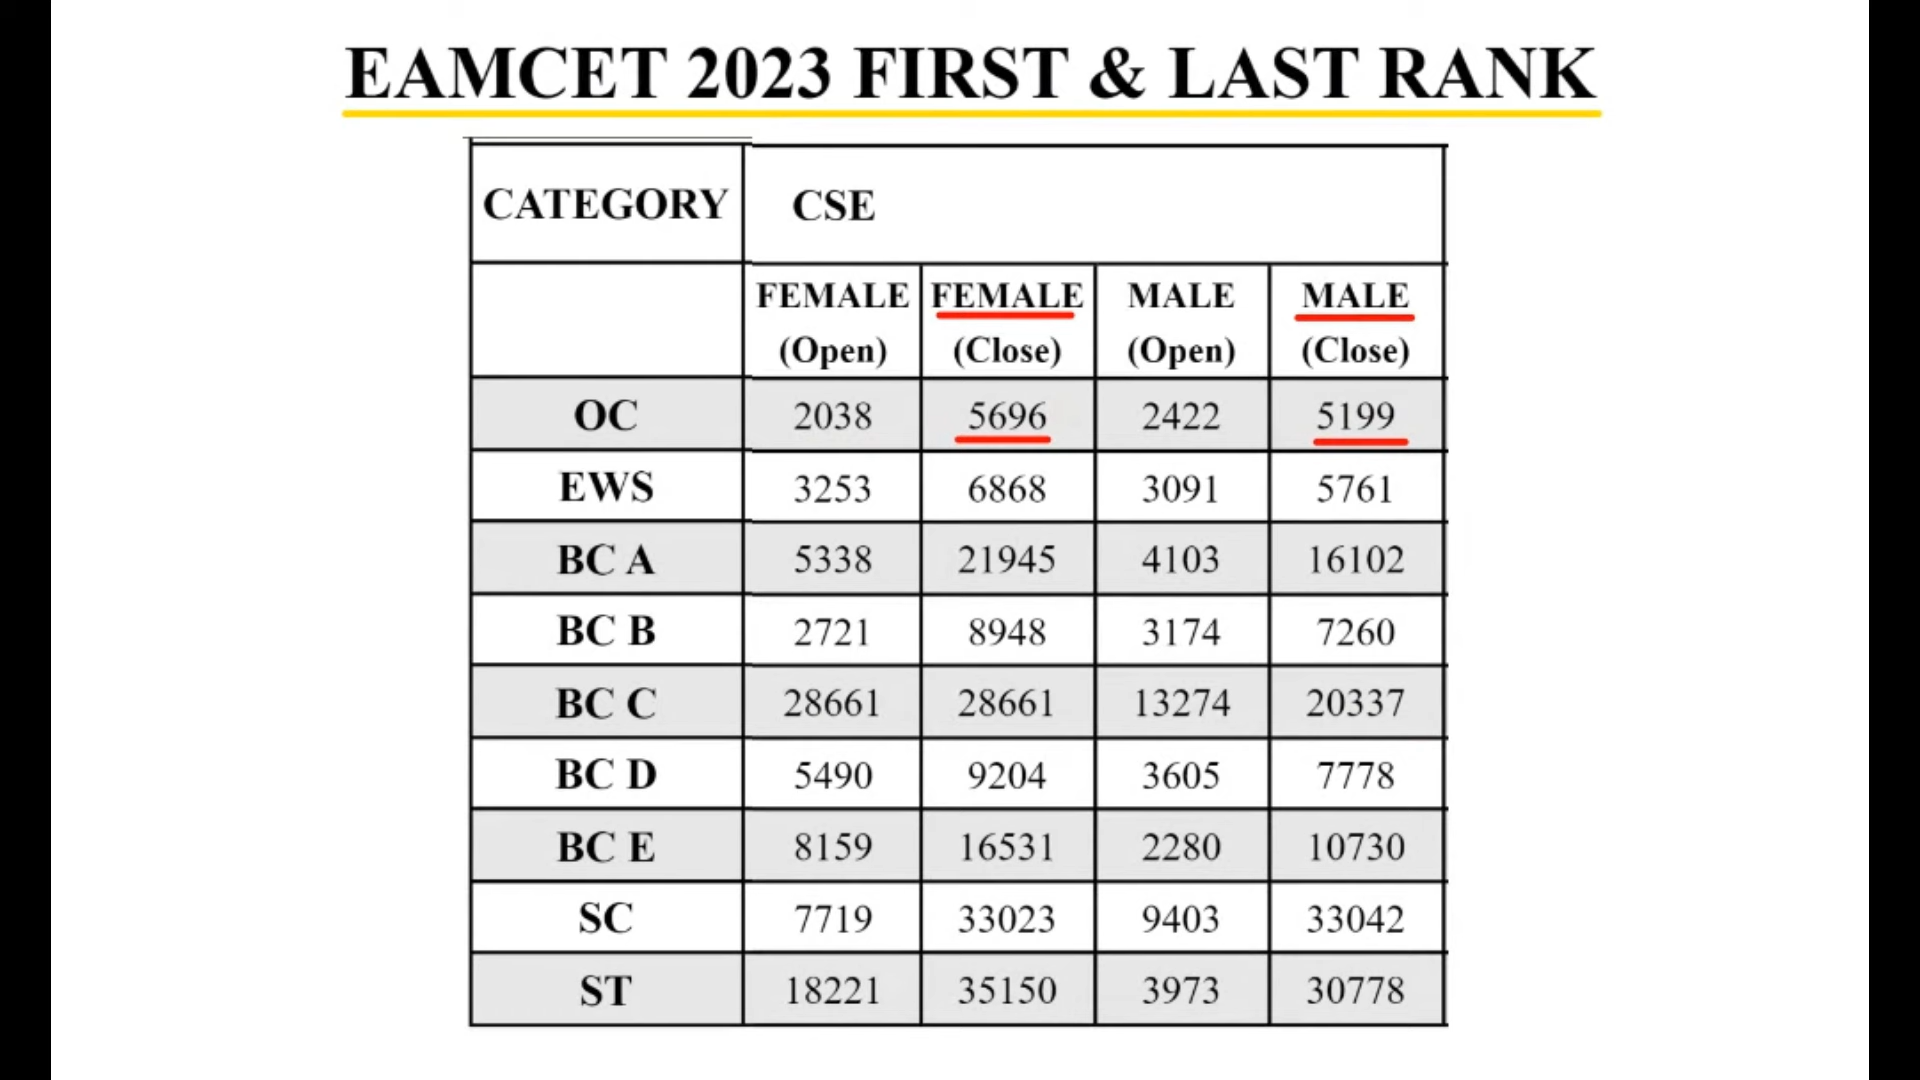 EAMCET 2023 FIRST & LAST RANK
CATEGORY CSE
FEMALE FEMALE MALE MALE
(Open) (Close) (Open) (Close)
OC 2038 5696 2422 5199
EWS 3253 6868 3091 5761
BC A 5338 21945 4103 16102
BC B 2721 8948 3174 7260
BC C 28661 28661 13274 20337
BC D 5490 9204 3605 7778
BC E 8159 16531 2280 10730
SC 7719 33023 9403 33042
ST 18221 35150 3973 30778